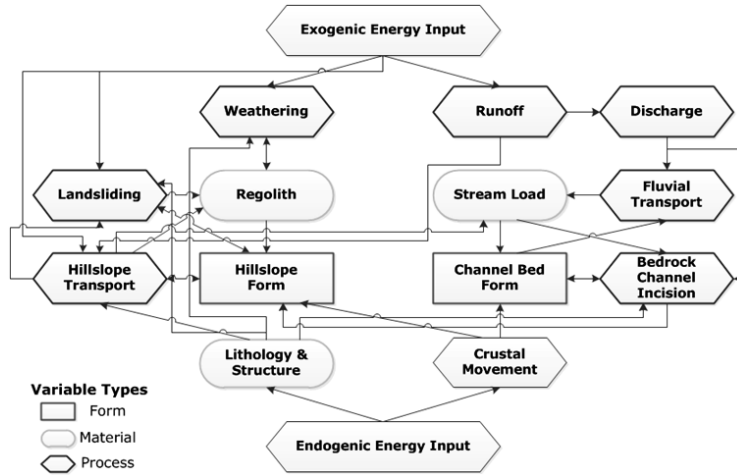 Exogenic Energy Input
Weathering
Runoff
Discharge
Landsliding
Regolith
Stream Load
Fluvial
Transport
Hillslope
Transport
Hillslope
Form
Channel Bed
Form
Bedrock
Channel
Incision
Lithology &
Structure
Crustal
Movement
Variable Types
Form
Material
Process
Endogenic Energy Input